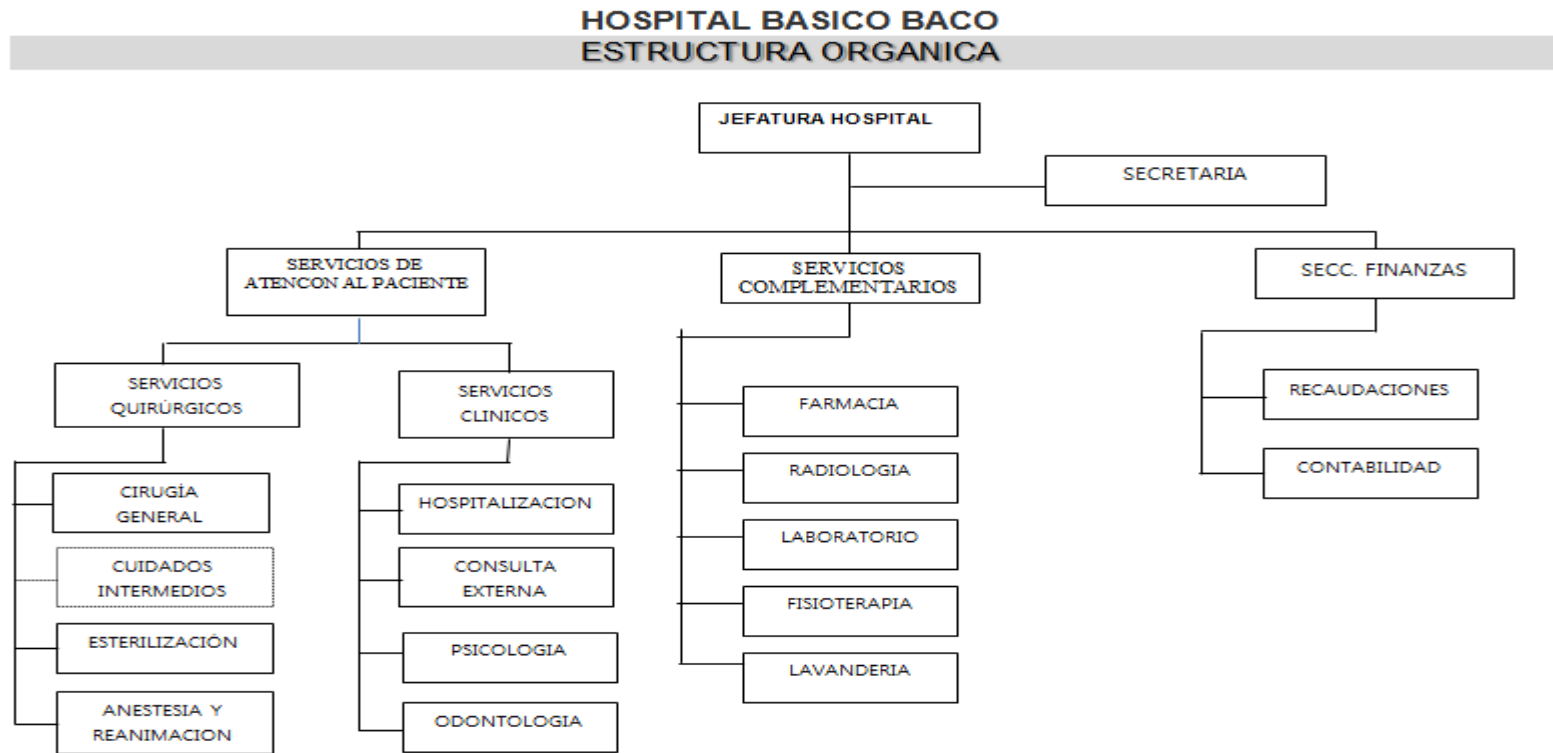 HOSPITAL BASICO BACO
ESTRUCTURA ORGANICA
JEFATURA HOSPITAL
SECRETARIA
SERVICIOS DE
ATENCON AL PACIENTE
SERVICIOS
COMPLEMENTARIOS
SECC. FINANZAS
SERVICIOS
QUIRÚRGICOS
CIRUGÍA
GENERAL
CUIDADOS
INTERMEDIOS
ESTERILIZACIÓN
ANESTESIA Y
REANIMACION
SERVICIOS
CLINICOS
HOSPITALIZACION
CONSULTA
EXTERNA
PSICOLOGIA
ODONTOLOGIA
FARMACIA
RADIOLOGIA
LABORATORIO
FISIOTERAPIA
LAVANDERIA
RECAUDACIONES
CONTABILIDAD